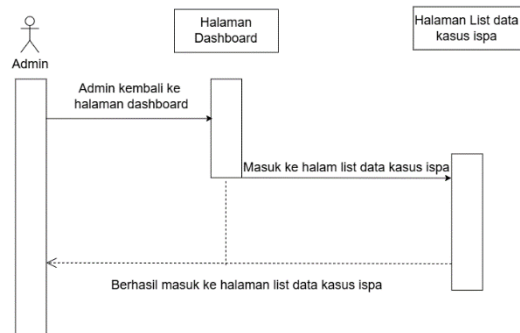 Halaman
Dashboard
Halaman List data
kasus ispa
Admin
Admin kembali ke
halaman dashboard
Masuk ke halam list data kasus ispa
Berhasil masuk ke halaman list data kasus ispa